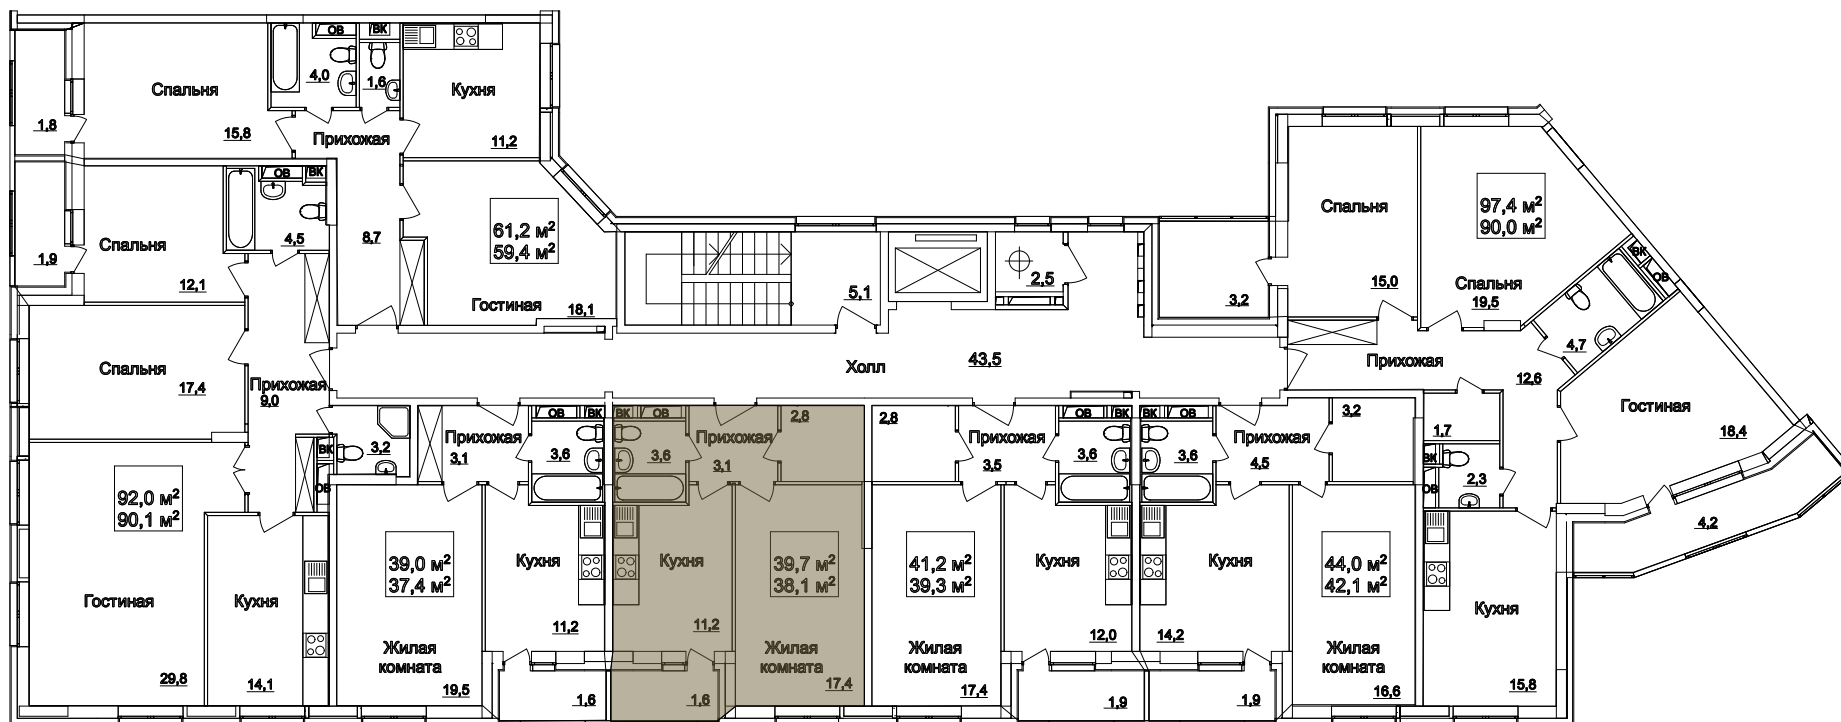 ОВ
ВК
4,0
1,6
Кухня
Спальня
1,8
15,8
Прихожая
11,2
ОВ
ВК
61,2 м²
59,4 м²
Спальня
4,5
8,7
1,9
12,1
Гостиная
18,1
5,1
2,5
3,2
Спальня
15,0
97,4 м²
90,0 м²
Спальня
19,5
ВК
ОВ
4,7
Спальня
17,4
Прихожая
9,0
Холл
43,5
Прихожая
12,6
Гостиная
18,4
3,2
ВК
ОВ
92,0 м²
90,1 м²
Гостиная
29,8
Кухня
14,1
Прихожая
3,1
ОВ
ВК
3,6
39,0 м²
37,4 м²
Кухня
11,2
Жилая
комната
19,5
1,6
ВК
ОВ
3,6
Прихожая
3,1
2,8
Кухня
11,2
39,7 м²
38,1 м²
Жилая
комната
17,4
1,6
2,8
Прихожая
3,5
ОВ
ВК
3,6
41,2 м²
39,3 м²
Кухня
12,0
Жилая
комната
17,4
1,9
ВК
ОВ
3,6
Прихожая
4,5
3,2
Кухня
14,2
44,0 м²
42,1 м²
Жилая
комната
16,6
1,9
1,7
ВК
ОВ
2,3
4,2
Кухня
15,8